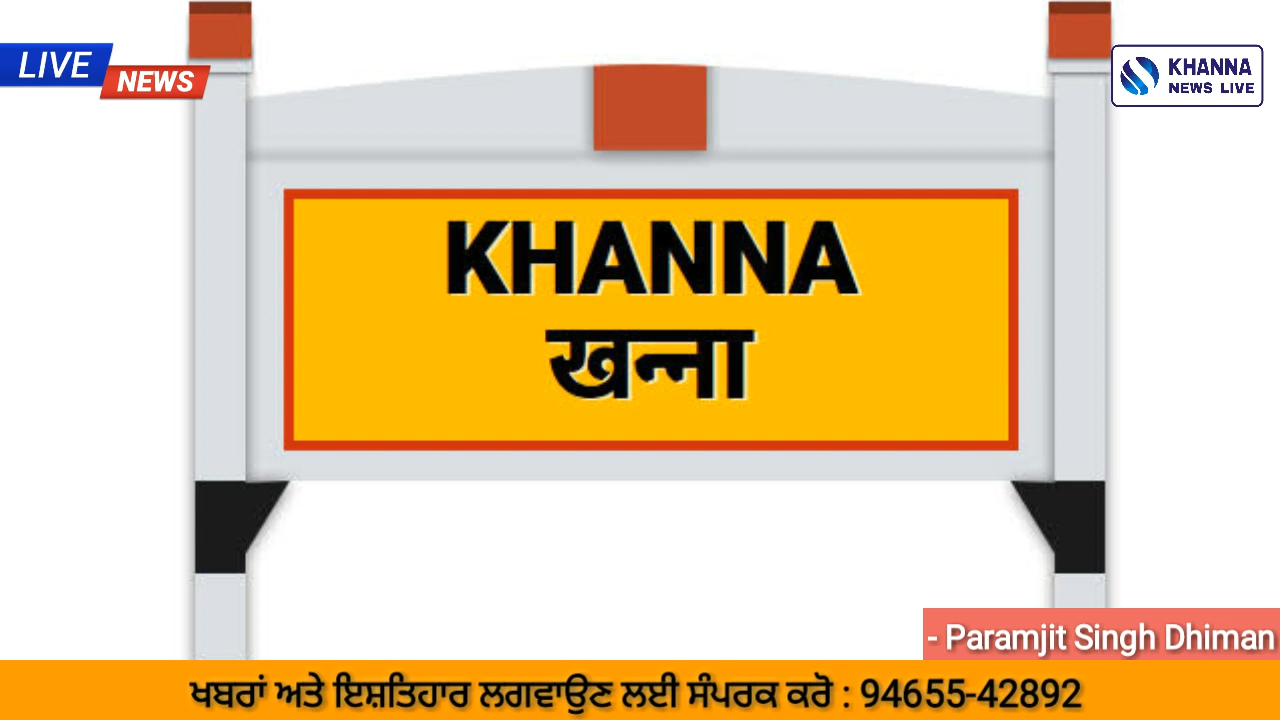 LIVE
NEWS
KHANNA
NEWS LIVE
KHANNA
खन्ना
- Paramjit Singh Dhiman
ਖਬਰਾਂ ਅਤੇ ਇਸ਼ਤਿਹਾਰ ਲਗਵਾਉਣ ਲਈ ਸੰਪਰਕ ਕਰੋ : 94655-42892